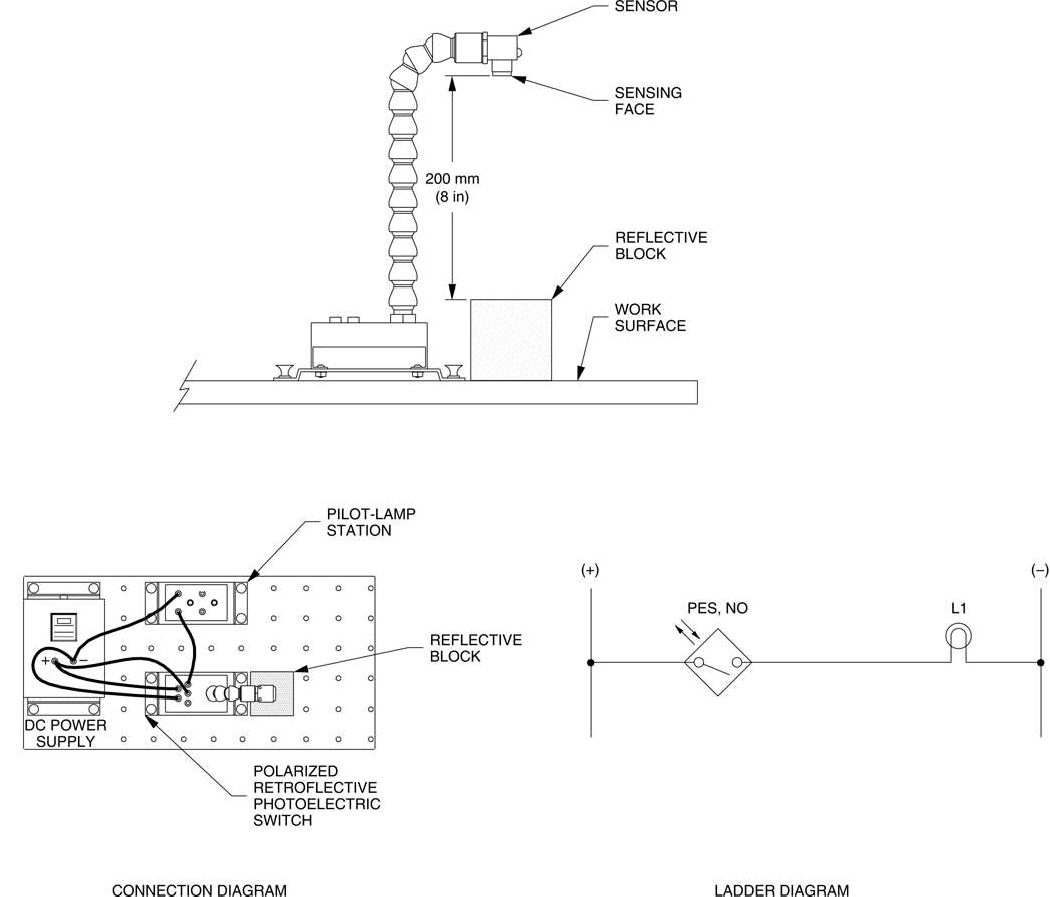 SENSOR
SENSING
FACE
200 mm
(8 in)
REFLECTIVE
BLOCK
WORK
SURFACE
PILOT-LAMP
STATION
REFLECTIVE
BLOCK
+ −
DC POWER
SUPPLY
POLARIZED
RETROFLECTIVE
PHOTOELECTRIC
SWITCH
CONNECTION DIAGRAM
(+)
(−)
PES, NO
L1
LADDER DIAGRAM